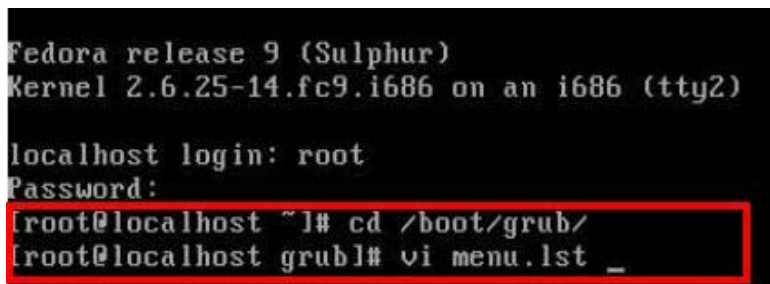 Fedora release 9 (Sulphur)
Kernel 2.6.25-14.fc9.i686 on an i686 (tty2)
localhost login: root
Password:
[root@localhost ~]# cd /boot/grub/
[root@localhost grub]# vi menu.lst _